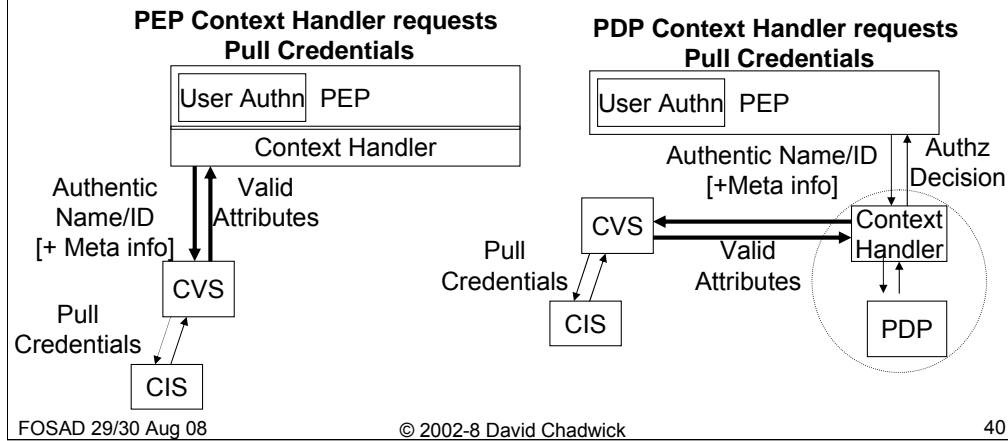 PEP Context Handler requests
Pull Credentials
User Authn PEP
Context Handler
Authentic
Name/ID
[+ Meta info]
Valid
Attributes
CVS
Pull
Credentials
CIS
PDP Context Handler requests
Pull Credentials
User Authn PEP
Authentic Name/ID
[+Meta info]
Authz
Decision
CVS
Context
Handler
Valid
Attributes
Pull
Credentials
CIS
PDP
FOSAD 29/30 Aug 08
© 2002-8 David Chadwick
40